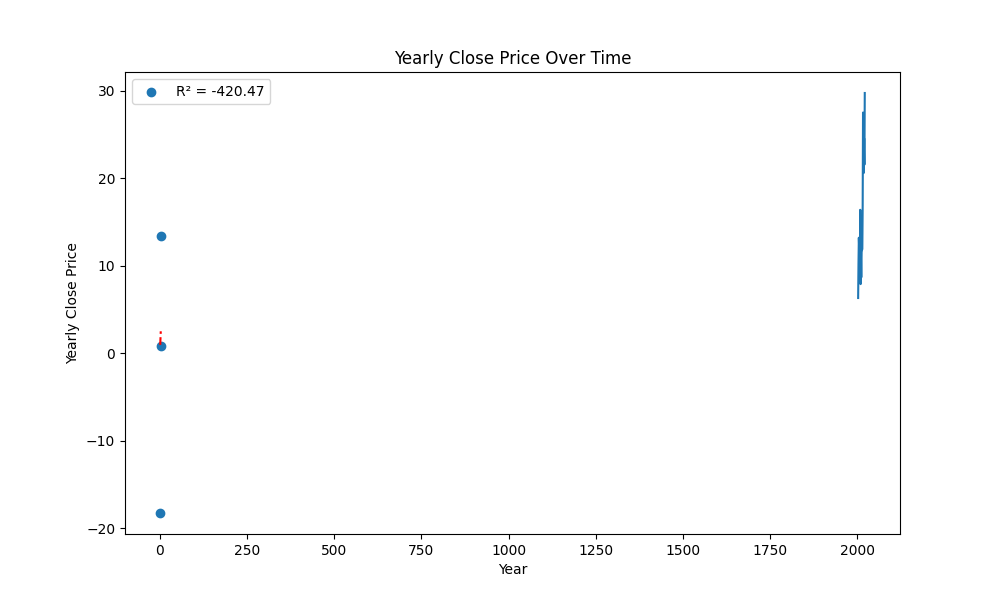 Yearly Close Price Over Time
R² = -420.47
30
20
10
0
−10
−20
Yearly Close Price
0 250 500 750 1000 1250 1500 1750 2000
Year